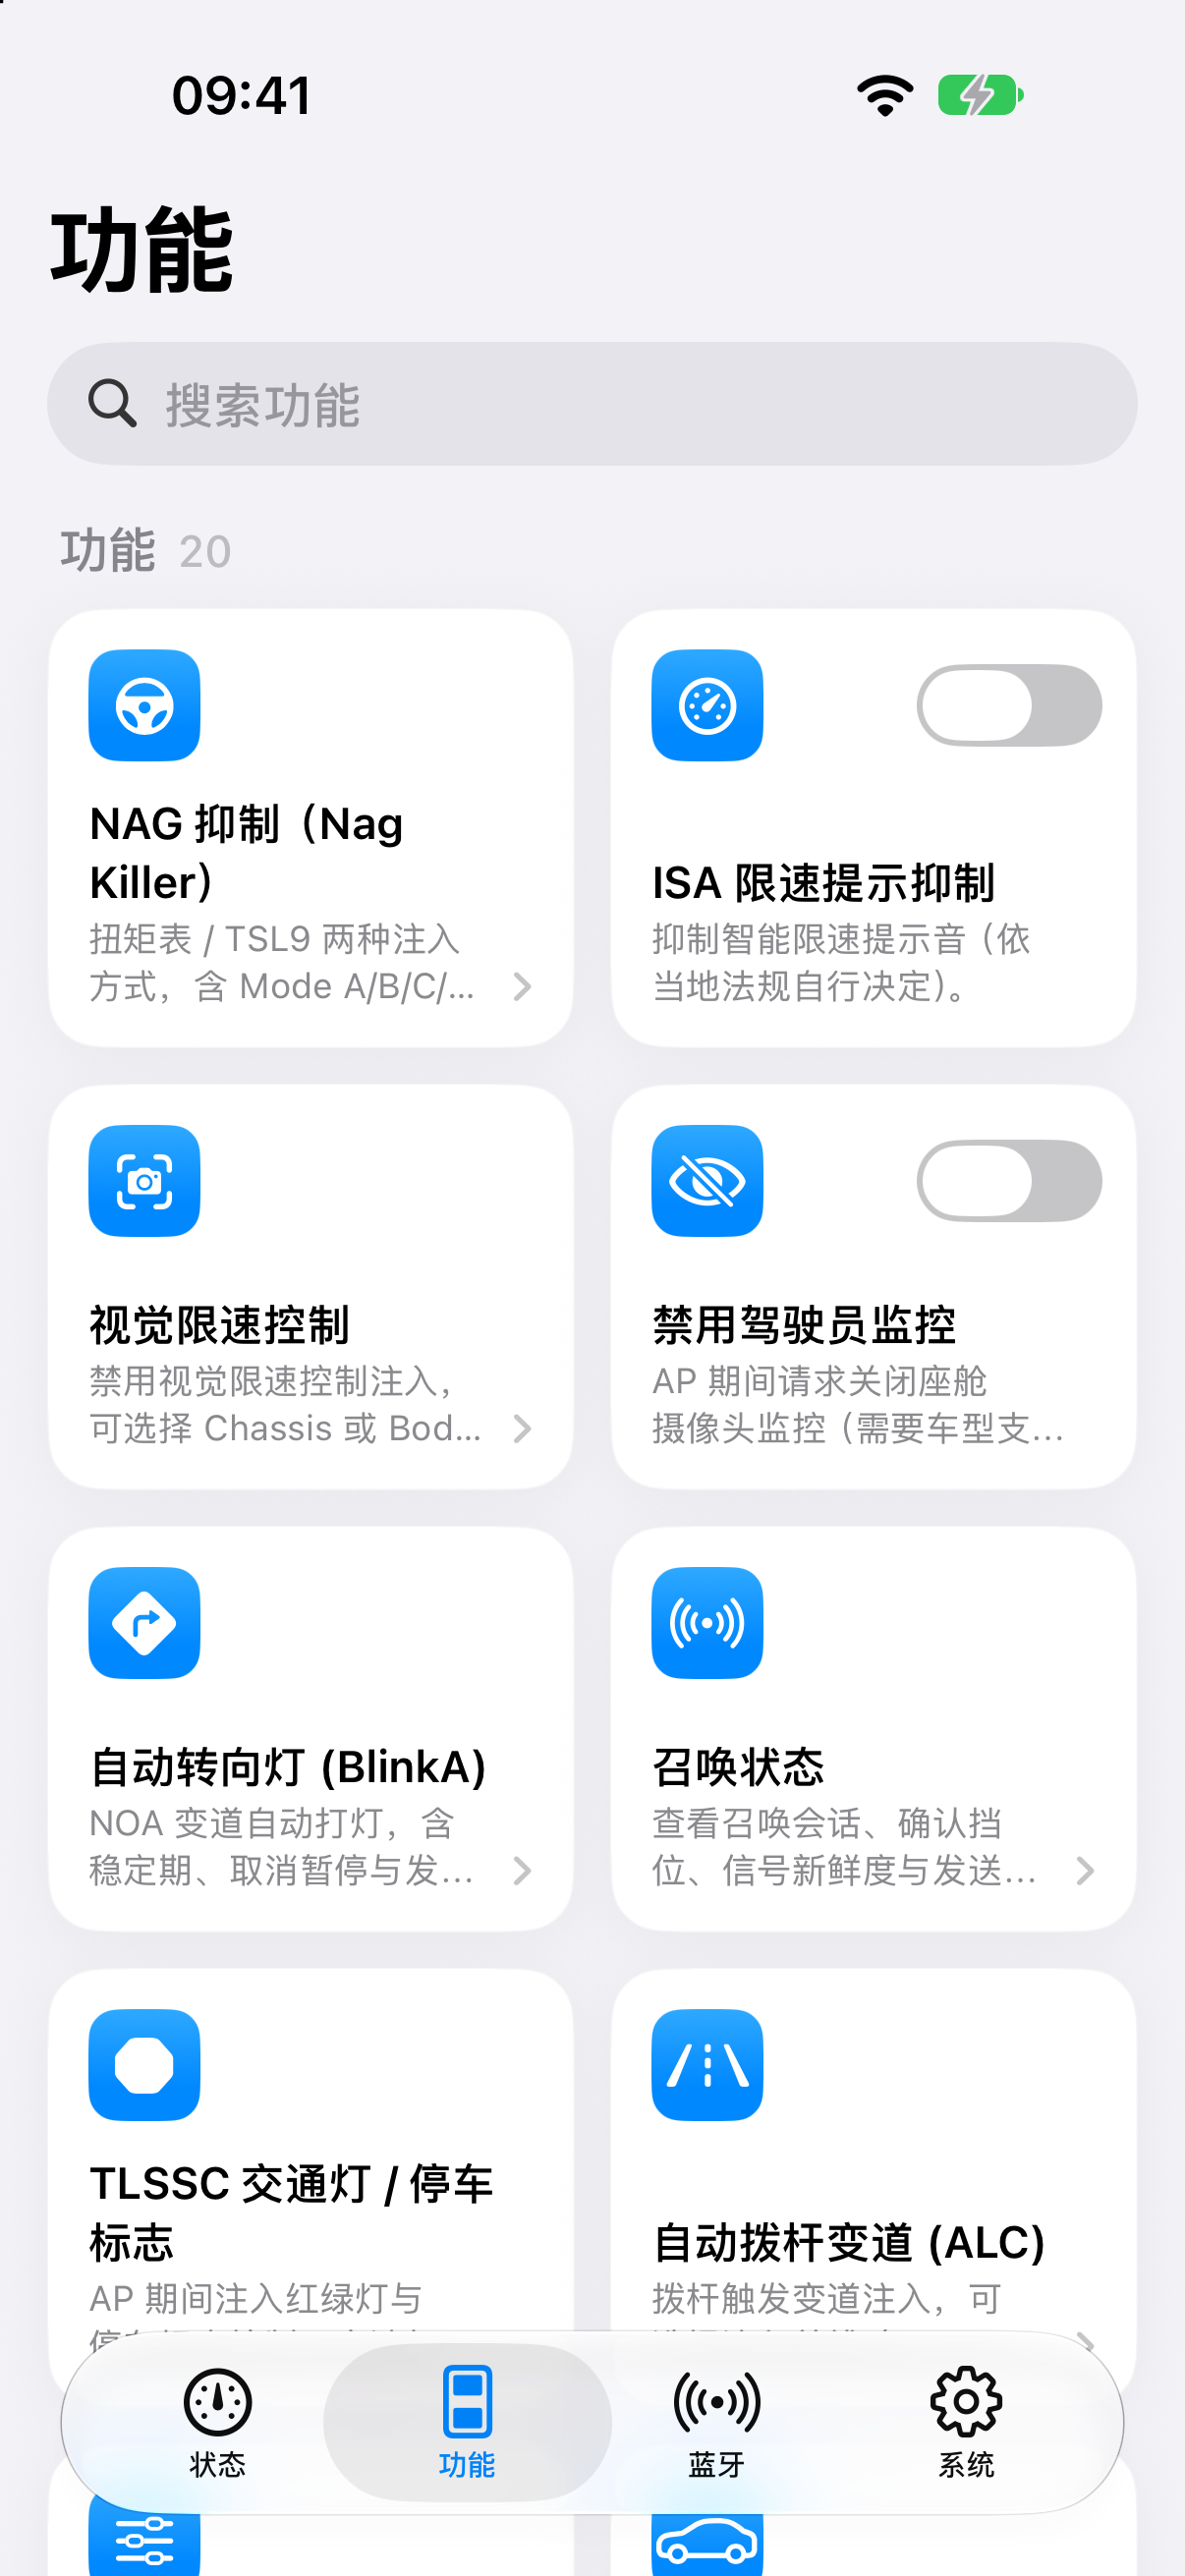 09:41
功能
搜索功能
功能 20
NAG 抑制（Nag
Killer）
扭矩表 / TSL9 两种注入
方式，含 Mode A/B/C/...
ISA 限速提示抑制
抑制智能限速提示音（依
当地法规自行决定）。
视觉限速控制
禁用视觉限速控制注入，
可选择 Chassis 或 Bod...
禁用驾驶员监控
AP 期间请求关闭座舱
摄像头监控（需要车型支...
自动转向灯 (BlinkA)
NOA 变道自动打灯，含
稳定期、取消暂停与发...
召唤状态
查看召唤会话、确认挡
位、信号新鲜度与发送...
TLSSC 交通灯 / 停车
标志
AP 期间注入红绿灯与
自动拨杆变道 (ALC)
拨杆触发变道注入，可
状态
功能
蓝牙
系统